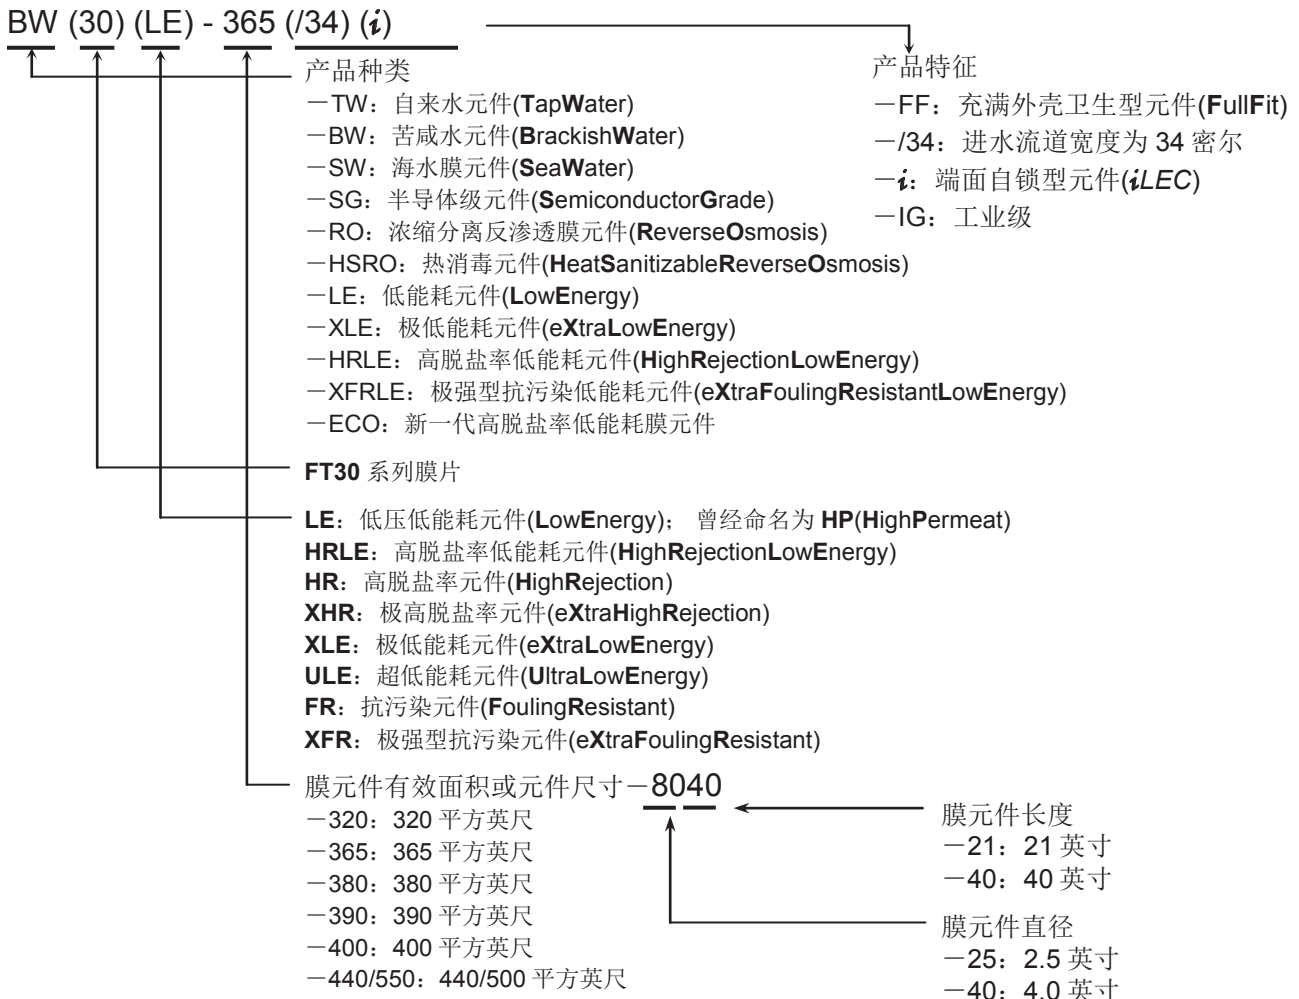 BW (30) (LE) - 365 (/34) (i)
产品种类
－TW：自来水元件(TapWater)
－BW：苦咸水元件(BrackishWater)
－SW：海水膜元件(SeaWater)
－SG：半导体级元件(SemiconductorGrade)
－RO：浓缩分离反渗透膜元件(ReverseOsmosis)
－HSRO：热消毒元件(HeatSanitizableReverseOsmosis)
－LE：低能耗元件(LowEnergy)
－XLE：极低能耗元件(eXtraLowEnergy)
－HRLE：高脱盐率低能耗元件(HighRejectionLowEnergy)
－XFRLE：极强型抗污染低能耗元件(eXtraFoulingResistantLowEnergy)
－ECO：新一代高脱盐率低能耗膜元件
产品特征
－FF：充满外壳卫生型元件(FullFit)
－/34：进水流道宽度为 34 密尔
－i：端面自锁型元件(iLEC)
－IG：工业级
FT30 系列膜片
LE：低压低能耗元件(LowEnergy)； 曾经命名为 HP(HighPermeat)
HRLE：高脱盐率低能耗元件(HighRejectionLowEnergy)
HR：高脱盐率元件(HighRejection)
XHR：极高脱盐率元件(eXtraHighRejection)
XLE：极低能耗元件(eXtraLowEnergy)
ULE：超低能耗元件(UltraLowEnergy)
FR：抗污染元件(FoulingResistant)
XFR：极强型抗污染元件(eXtraFoulingResistant)
膜元件有效面积或元件尺寸－8040
－320：320 平方英尺
－365：365 平方英尺
－380：380 平方英尺
－390：390 平方英尺
－400：400 平方英尺
－440/550：440/500 平方英尺
膜元件长度
－21：21 英寸
－40：40 英寸
膜元件直径
－25：2.5 英寸
－40：4.0 英寸